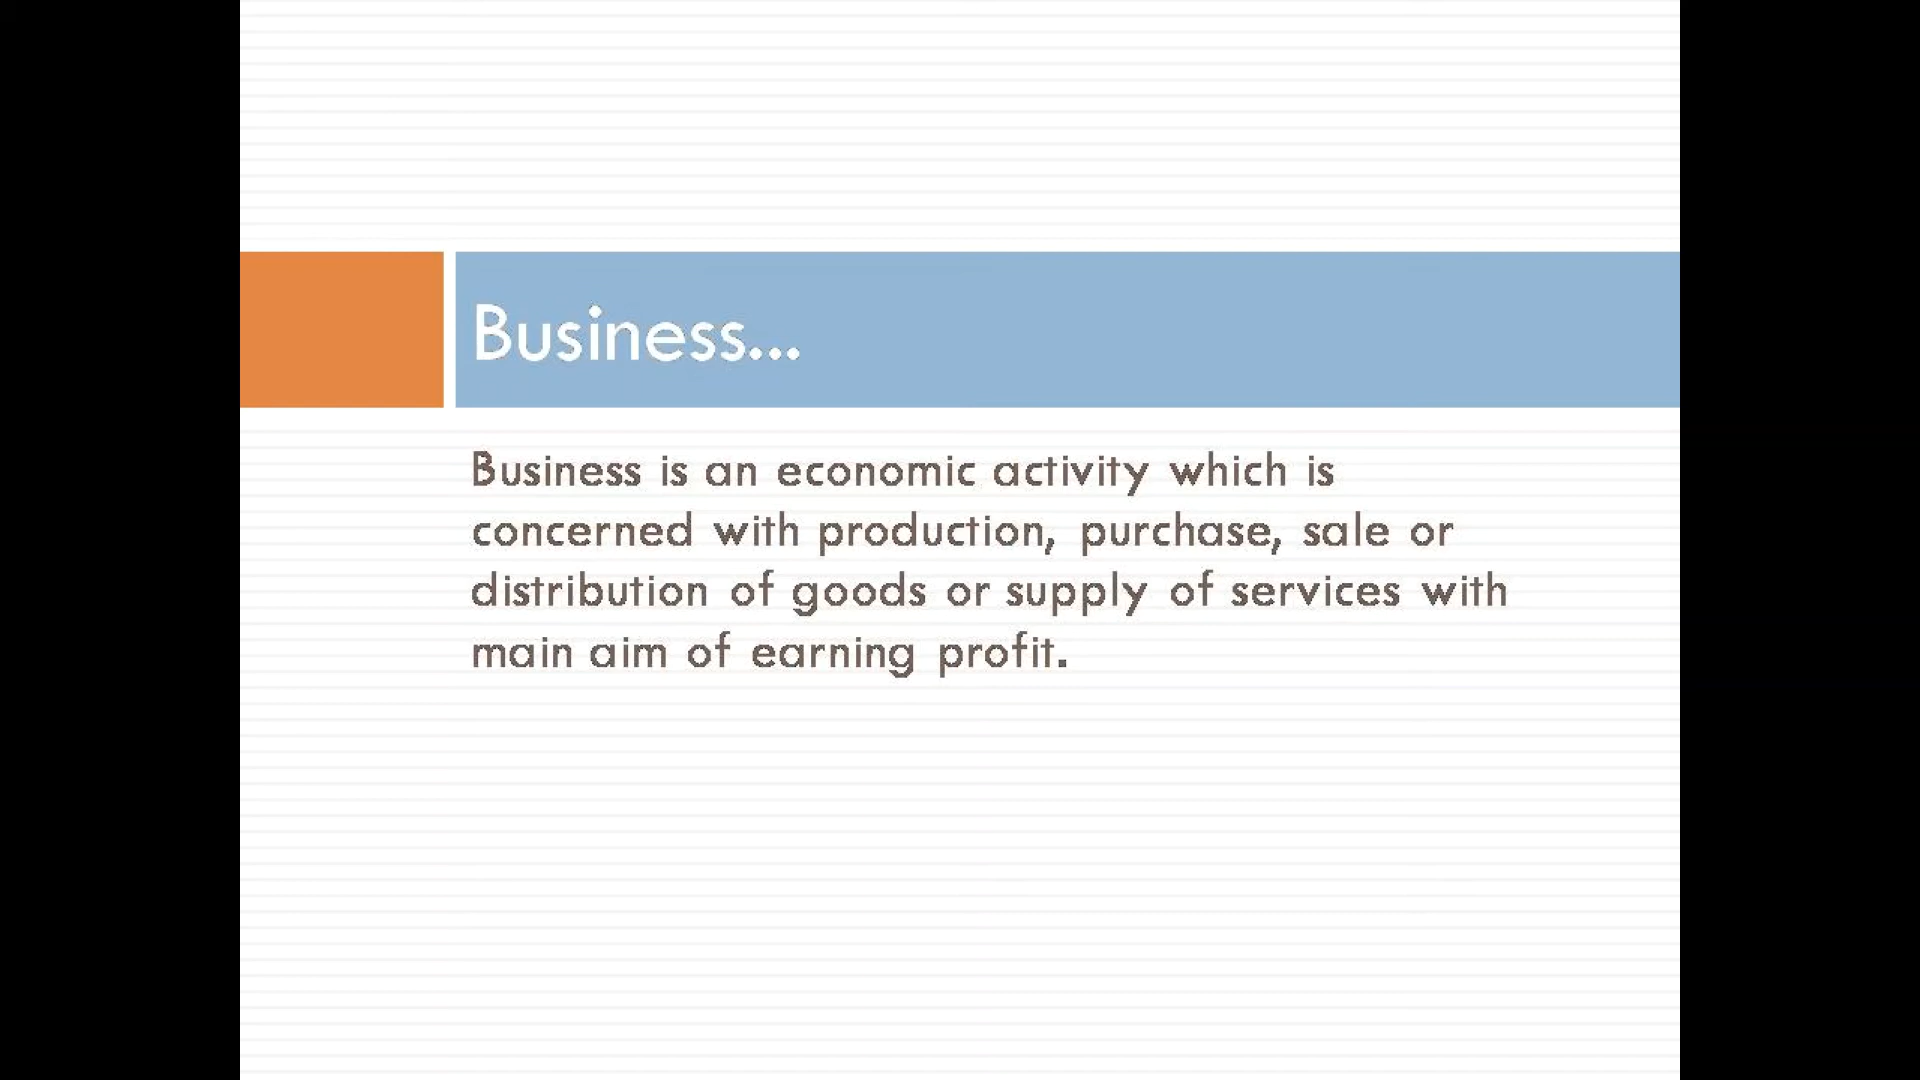 Business...
Business is an economic activity which is
concerned with production, purchase, sale or
distribution of goods or supply of services with
main aim of earning profit.